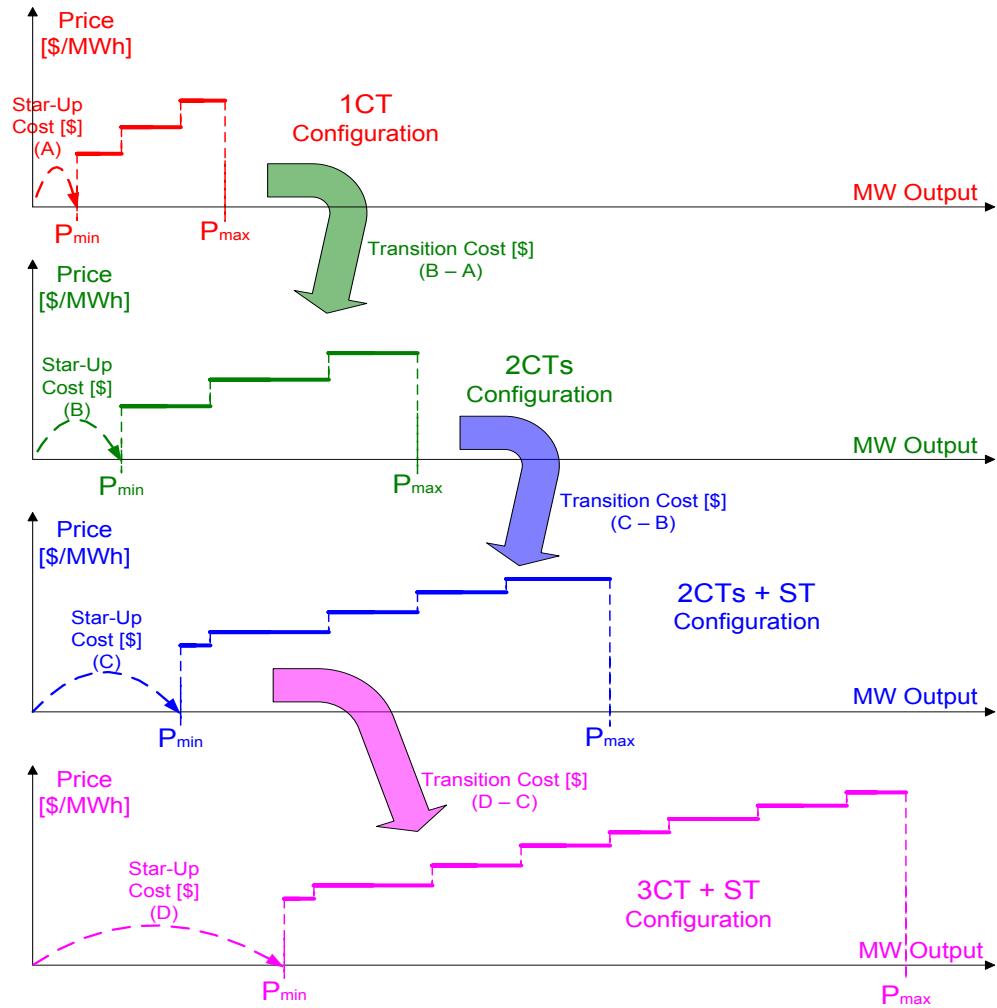 Price
[$/MWh]
Star-Up
Cost [$]
(A)
1CT
Configuration
MW Output
Pmin
Pmax
Transition Cost [$]
(B – A)
Price
[$/MWh]
Star-Up
Cost [$]
(B)
2CTs
Configuration
MW Output
Pmin
Pmax
Transition Cost [$]
(C – B)
Price
[$/MWh]
Star-Up
Cost [$]
(C)
2CTs + ST
Configuration
MW Output
Pmin
Pmax
Transition Cost [$]
(D – C)
Price
[$/MWh]
Star-Up
Cost [$]
(D)
3CT + ST
Configuration
MW Output
Pmin
Pmax